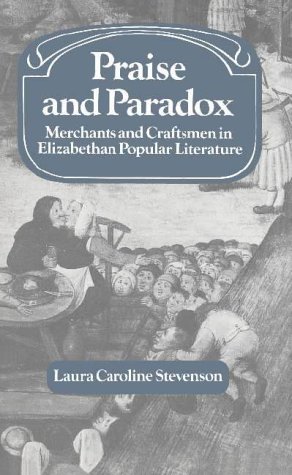 Praise
and Paradox
Merchants and Craftsmen in
Elizabethan Popular Literature
Laura Caroline Stevenson